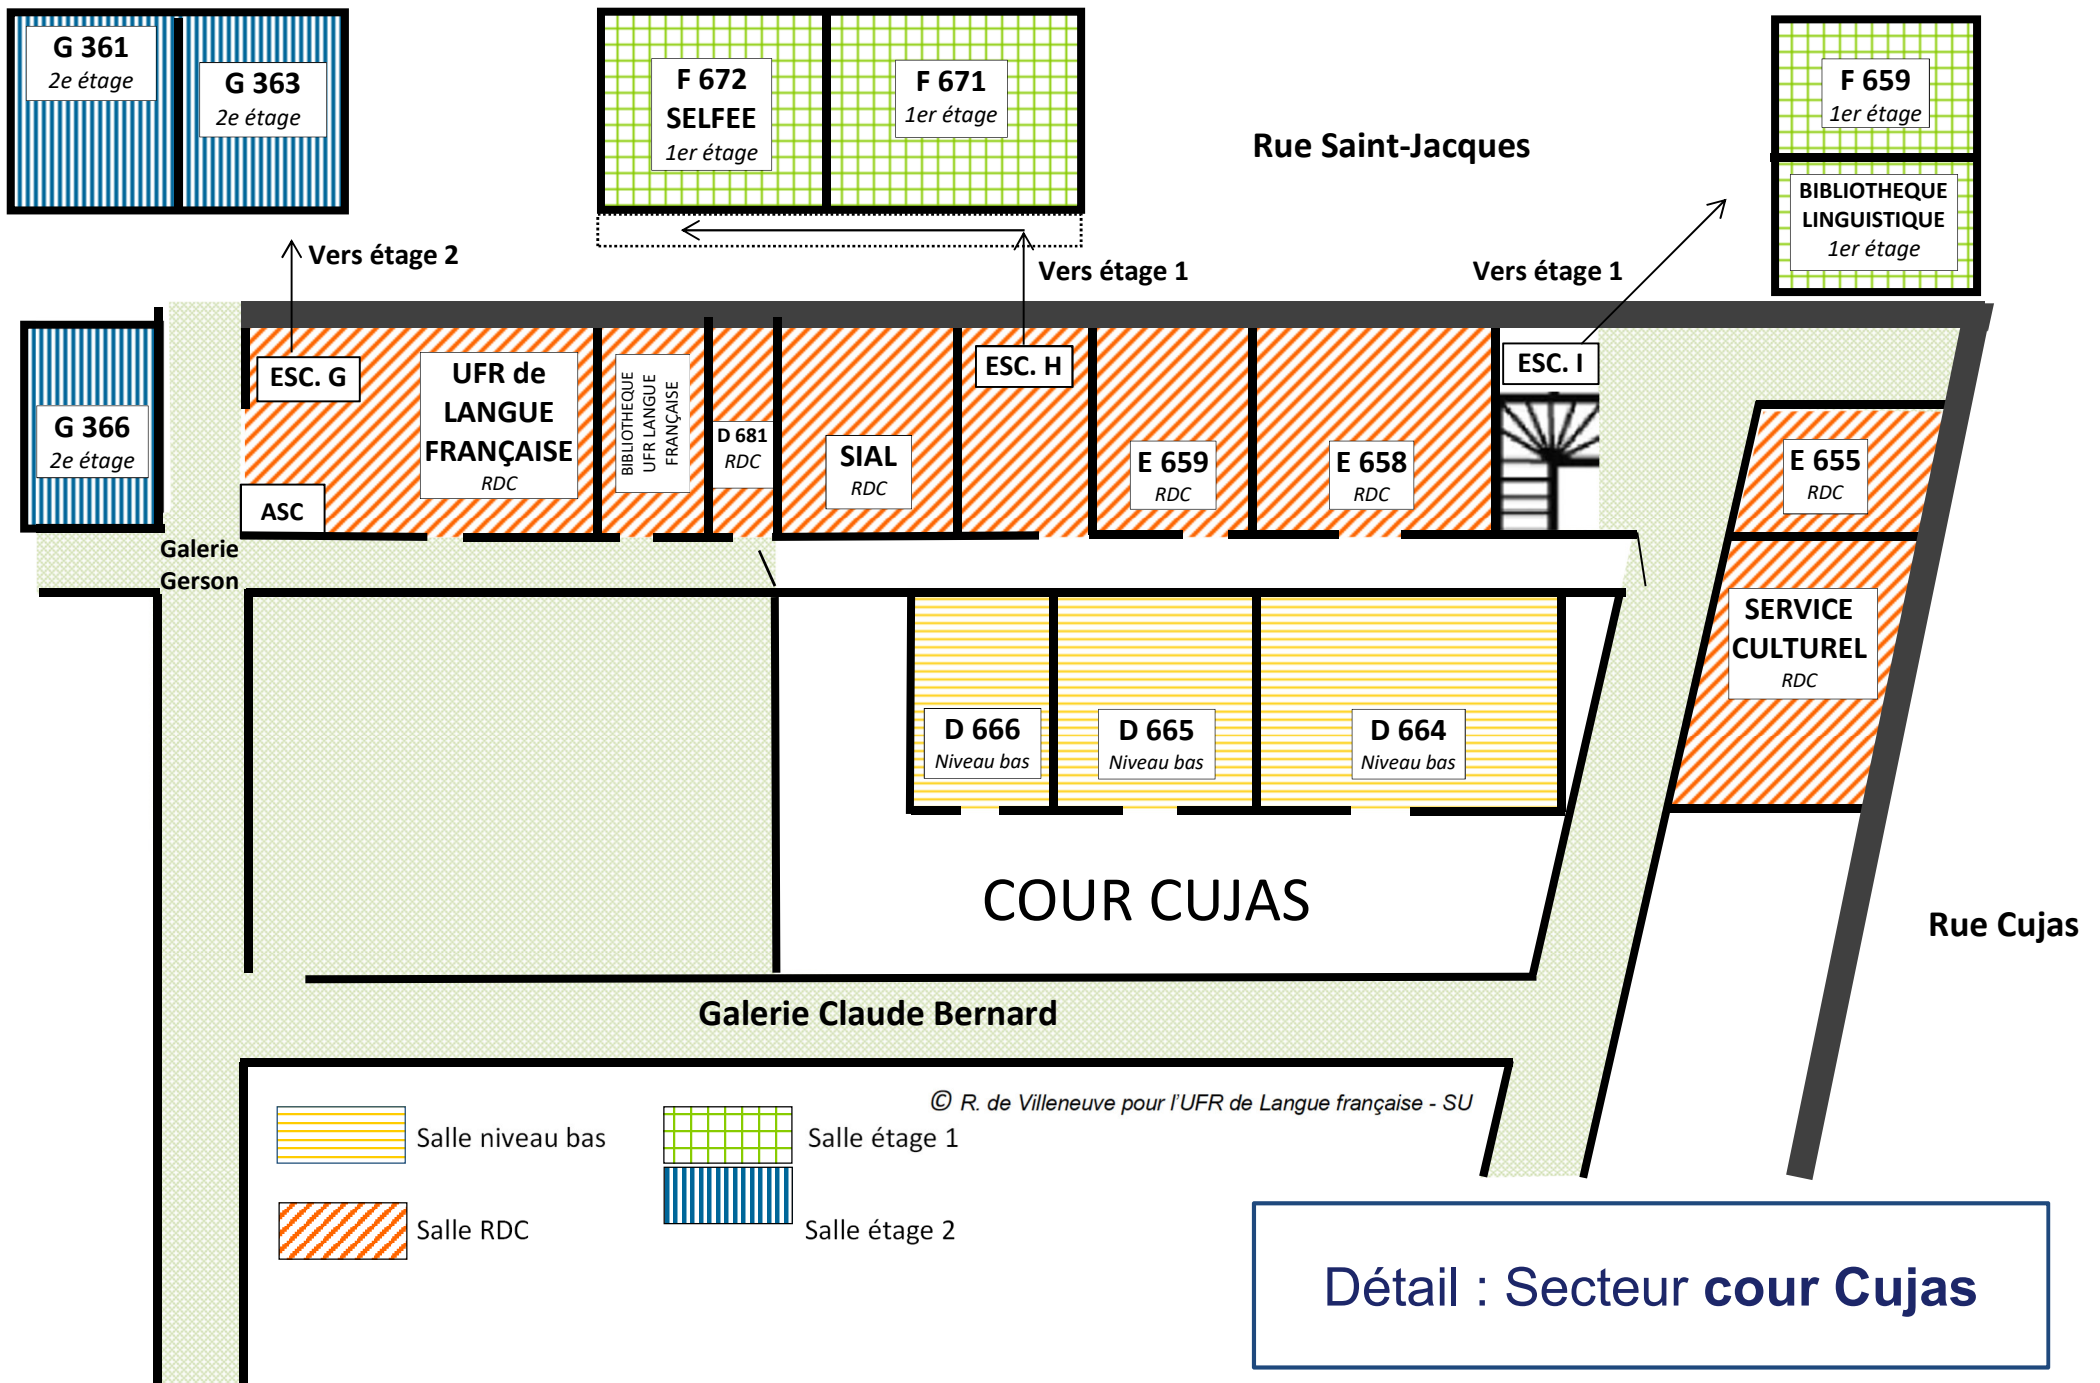 G 361
2e étage
G 363
2e étage
F 672
SELFEE
1er étage
F 671
1er étage
Rue Saint-Jacques
F 659
1er étage
BIBLIOTHEQUE
LINGUISTIQUE
1er étage
Vers étage 2
Vers étage 1
Vers étage 1
G 366
2e étage
ESC. G
ASC
UFR de
LANGUE
FRANÇAISE
RDC
BIBLIOTHEQUE
UFR LANGUE
FRANÇAISE
D 681
RDC
SIAL
RDC
ESC. H
E 659
RDC
E 658
RDC
ESC. I
E 655
RDC
Galerie
Gerson
SERVICE
CULTUREL
RDC
D 666
Niveau bas
D 665
Niveau bas
D 664
Niveau bas
COUR CUJAS
Rue Cujas
Galerie Claude Bernard
© R. de Villeneuve pour l'UFR de Langue française - SU
Salle niveau bas
Salle étage 1
Salle RDC
Salle étage 2
Détail : Secteur cour Cujas